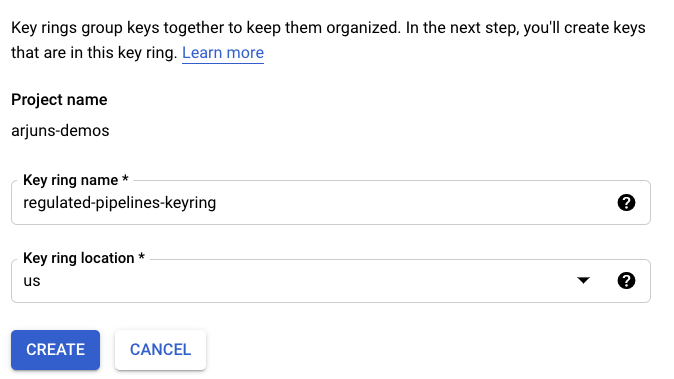 Key rings group keys together to keep them organized. In the next step, you'll create keys
that are in this key ring. Learn more
Project name
arjuns-demos
Key ring name *
regulated-pipelines-keyring
Key ring location *
us
CREATE
CANCEL